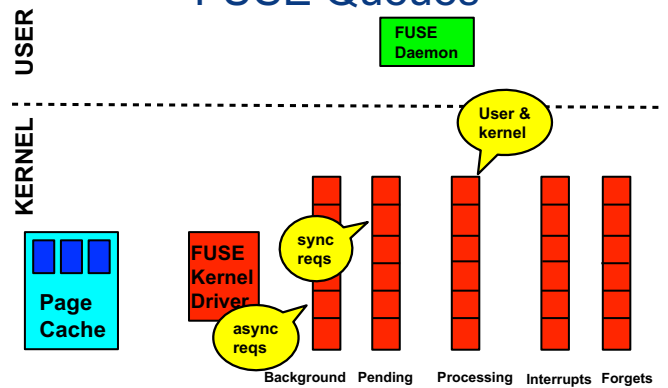 FUSE Queues
USER
FUSE
Daemon
User &
kernel
KERNEL
sync
reqs
FUSE
Kernel
Driver
Page
Cache
async
reqs
Background Pending Processing Interrupts Forgets